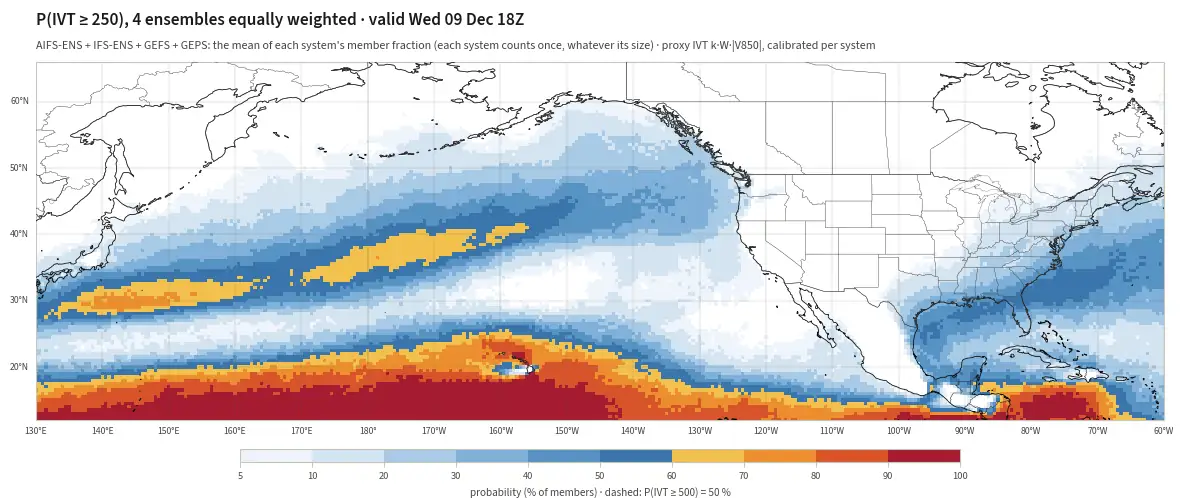 P(IVT ≥ 250), 4 ensembles equally weighted · valid Wed 09 Dec 18Z
AIFS-ENS + IFS-ENS + GEFS + GEPS: the mean of each system's member fraction (each system counts once, whatever its size) · proxy IVT k·W·|V850|, calibrated per system
60°N
50°N
40°N
30°N
20°N
130°E 140°E 150°E 160°E 170°E 180° 170°W 160°W 150°W 140°W 130°W 120°W 110°W 100°W 90°W 80°W 70°W 60°W
5 10 20 30 40 50 60 70 80 90 100
probability (% of members) · dashed: P(IVT ≥ 500) = 50 %